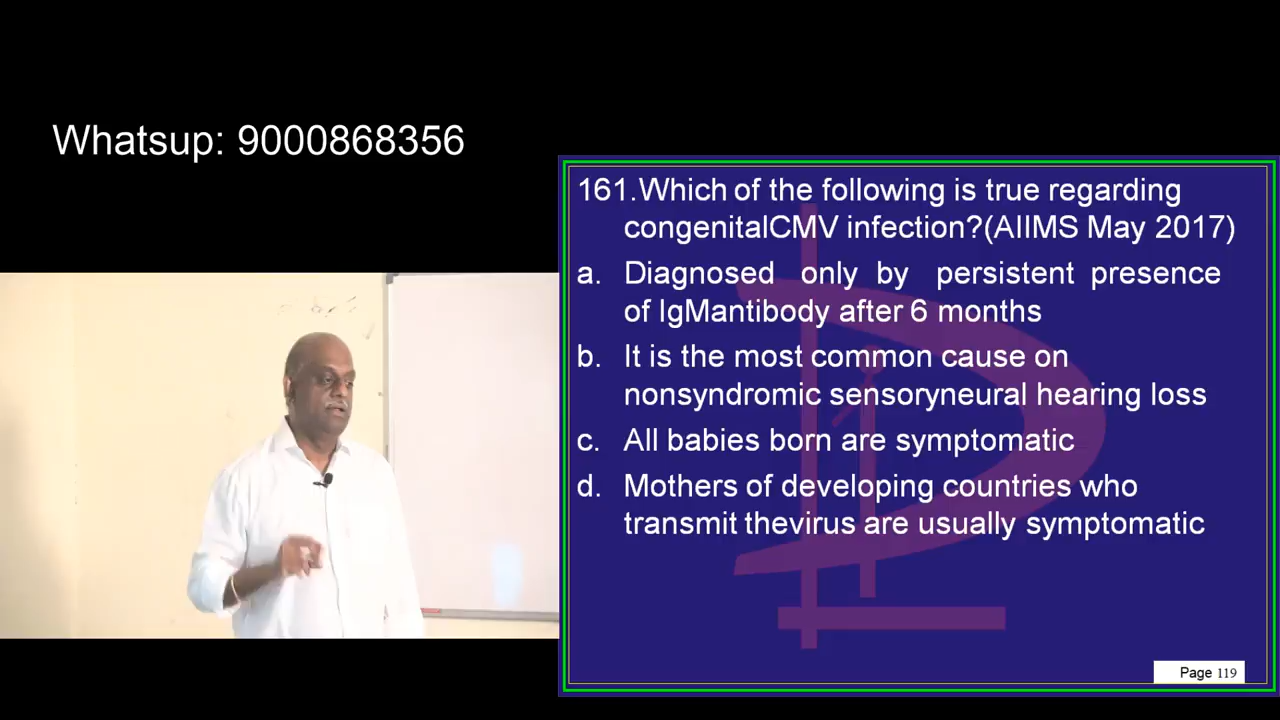 Whatsup: 9000868356
161.Which of the following is true regarding
congenitalCMV infection?(AIIMS May 2017)
a. Diagnosed only by persistent presence
of IgMantibody after 6 months
b. It is the most common cause on
nonsyndromic sensoryneural hearing loss
c. All babies born are symptomatic
d. Mothers of developing countries who
transmit thevirus are usually symptomatic
Page 119